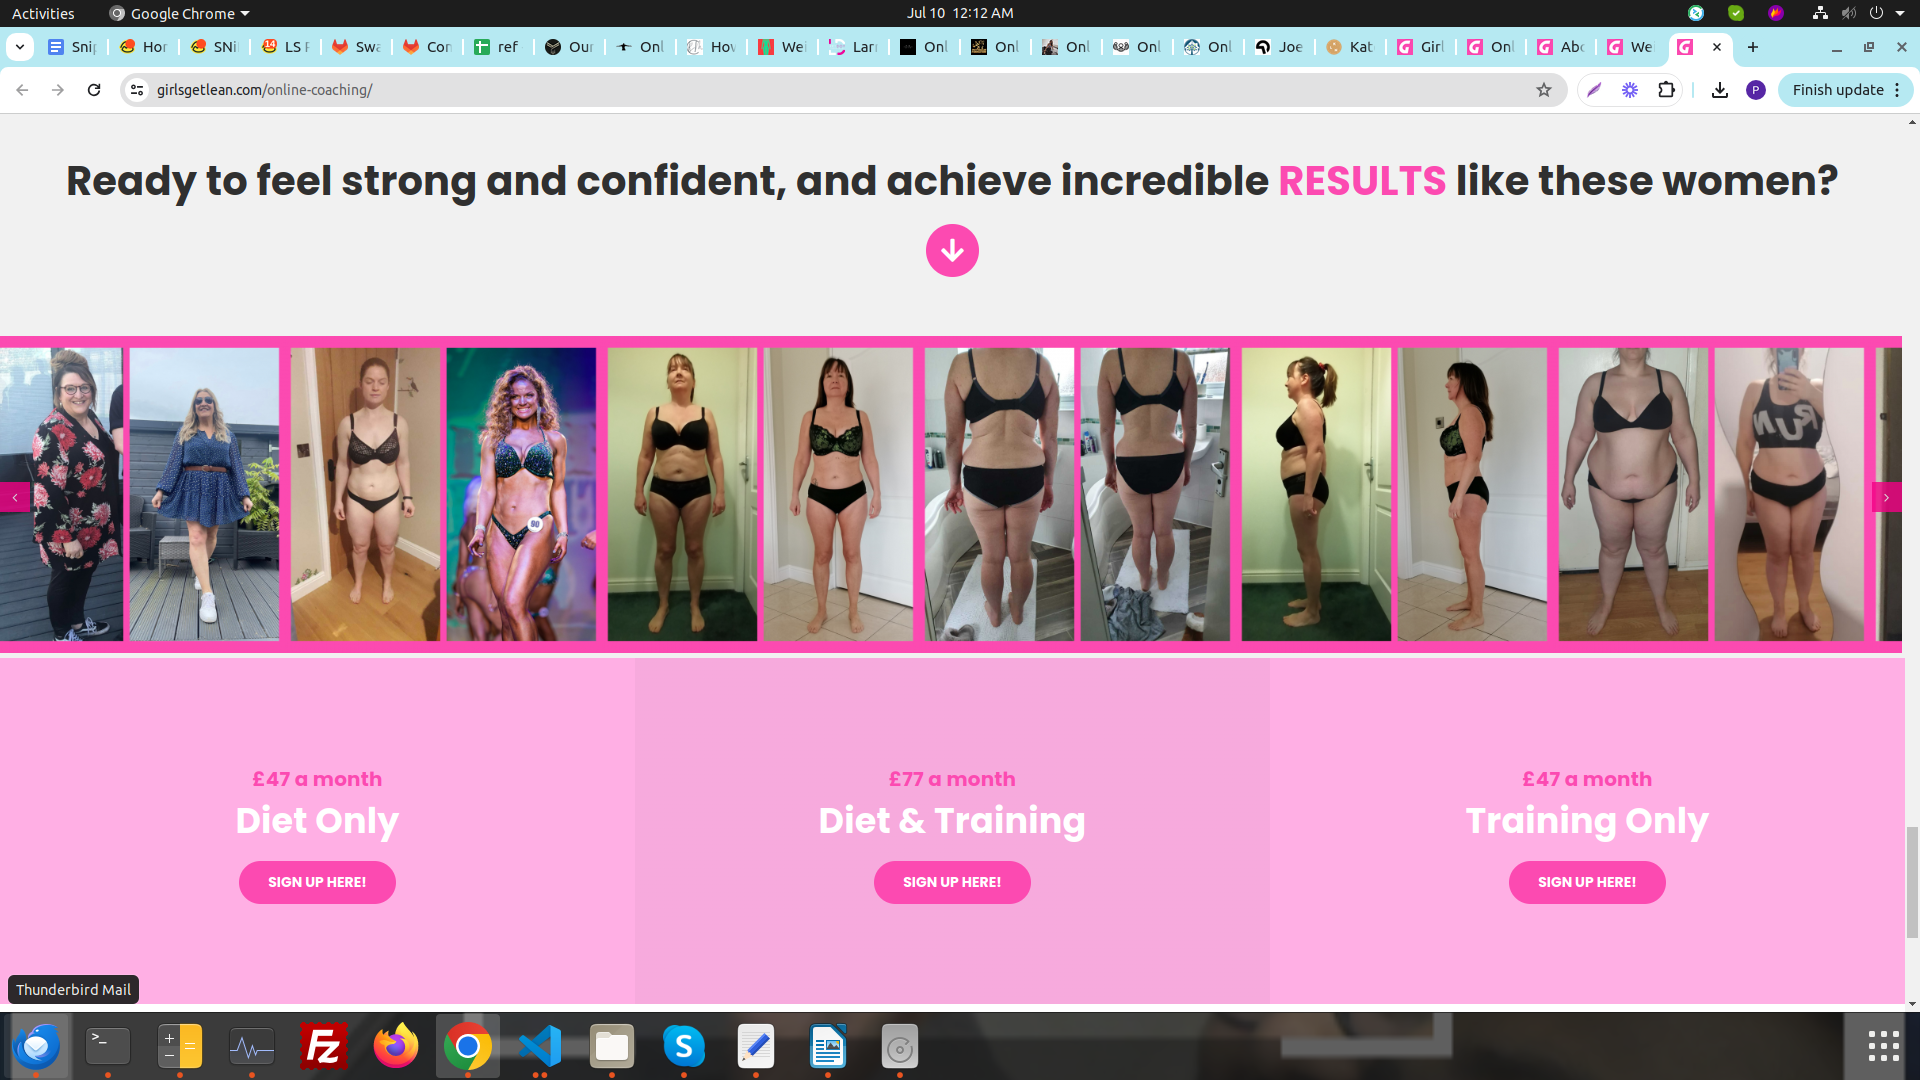 Activities
Google Chrome
Jul 10 12:12 AM
Snip
Hor
SNi
LS F
Swa
Con
ref
Our
Onl
Hov
Wei
Larr
Onl
Onl
Onl
Onl
Onl
Joe
Kat
Girl
Onl
Abo
We
girlsgetlean.com/online-coaching/
P
Finish update
Ready to feel strong and confident, and achieve incredible RESULTS like these women?
£47 a month
Diet Only
SIGN UP HERE!
£77 a month
Diet & Training
SIGN UP HERE!
£47 a month
Training Only
SIGN UP HERE!
Thunderbird Mail